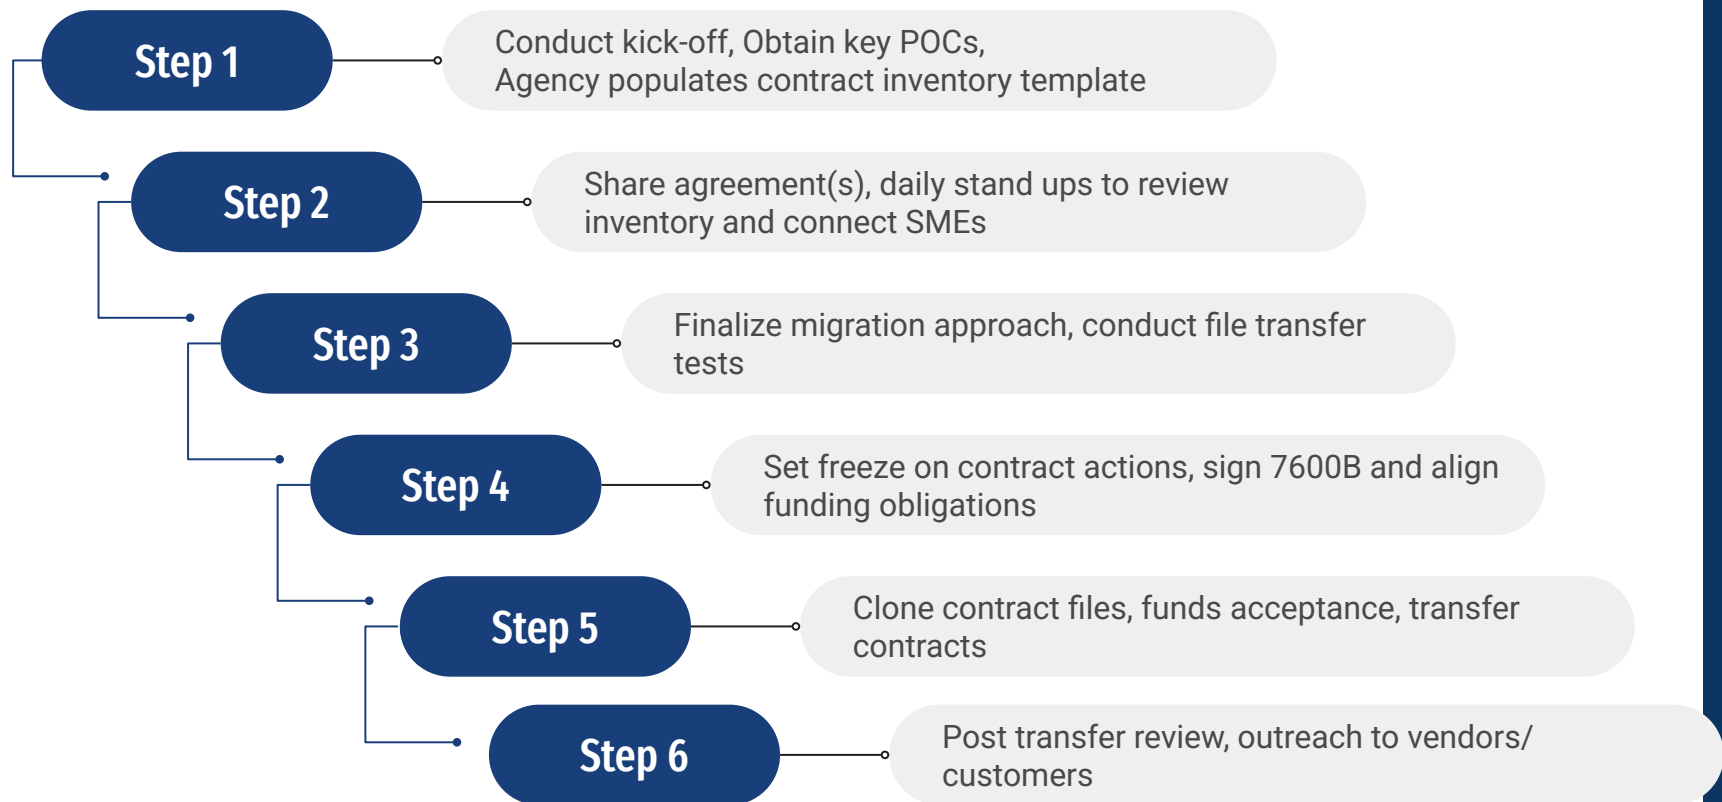 Step 1
Conduct kick-off, Obtain key POCs,
Agency populates contract inventory template
Step 2
Share agreement(s), daily stand ups to review
inventory and connect SMEs
Step 3
Finalize migration approach, conduct file transfer
tests
Step 4
Set freeze on contract actions, sign 7600B and align
funding obligations
Step 5
Clone contract files, funds acceptance, transfer
contracts
Step 6
Post transfer review, outreach to vendors/
customers